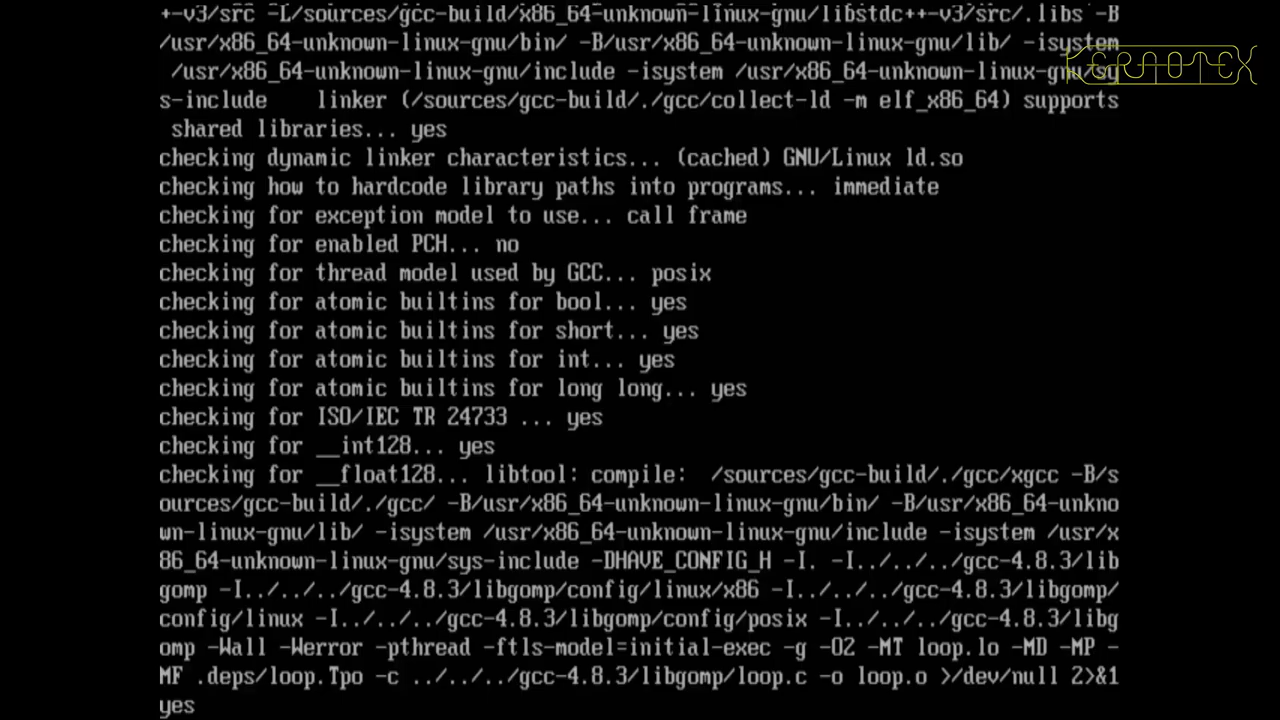 +-v3/src -L/sources/gcc-build/x86_64-unknown-linux-gnu/libstdc++-v3/src/.libs -B
/usr/x86_64-unknown-linux-gnu/bin/ -B/usr/x86_64-unknown-linux-gnu/lib/ -isystem
/usr/x86_64-unknown-linux-gnu/include -isystem /usr/x86_64-unknown-linux-gnu/sy
s-include    linker (/sources/gcc-build/./gcc/collect-ld -m elf_x86_64) supports
shared libraries... yes
checking dynamic linker characteristics... (cached) GNU/Linux ld.so
checking how to hardcode library paths into programs... immediate
checking for exception model to use... call frame
checking for enabled PCH... no
checking for thread model used by GCC... posix
checking for atomic builtins for bool... yes
checking for atomic builtins for short... yes
checking for atomic builtins for int... yes
checking for atomic builtins for long long... yes
checking for ISO/IEC TR 24733 ... yes
checking for __int128... yes
checking for __float128... libtool: compile:  /sources/gcc-build/./gcc/xgcc -B/s
ources/gcc-build/./gcc/ -B/usr/x86_64-unknown-linux-gnu/bin/ -B/usr/x86_64-unkno
wn-linux-gnu/lib/ -isystem /usr/x86_64-unknown-linux-gnu/include -isystem /usr/x
86_64-unknown-linux-gnu/sys-include -DHAVE_CONFIG_H -I. -I../../../gcc-4.8.3/lib
gomp -I../../../gcc-4.8.3/libgomp/config/linux/x86 -I../../../gcc-4.8.3/libgomp/
config/linux -I../../../gcc-4.8.3/libgomp/config/posix -I../../../gcc-4.8.3/libg
omp -Wall -Werror -pthread -ftls-model=initial-exec -g -O2 -MT loop.lo -MD -MP -
MF .deps/loop.Tpo -c ../../../gcc-4.8.3/libgomp/loop.c -o loop.o >/dev/null 2>&1
yes
KERNOTEX